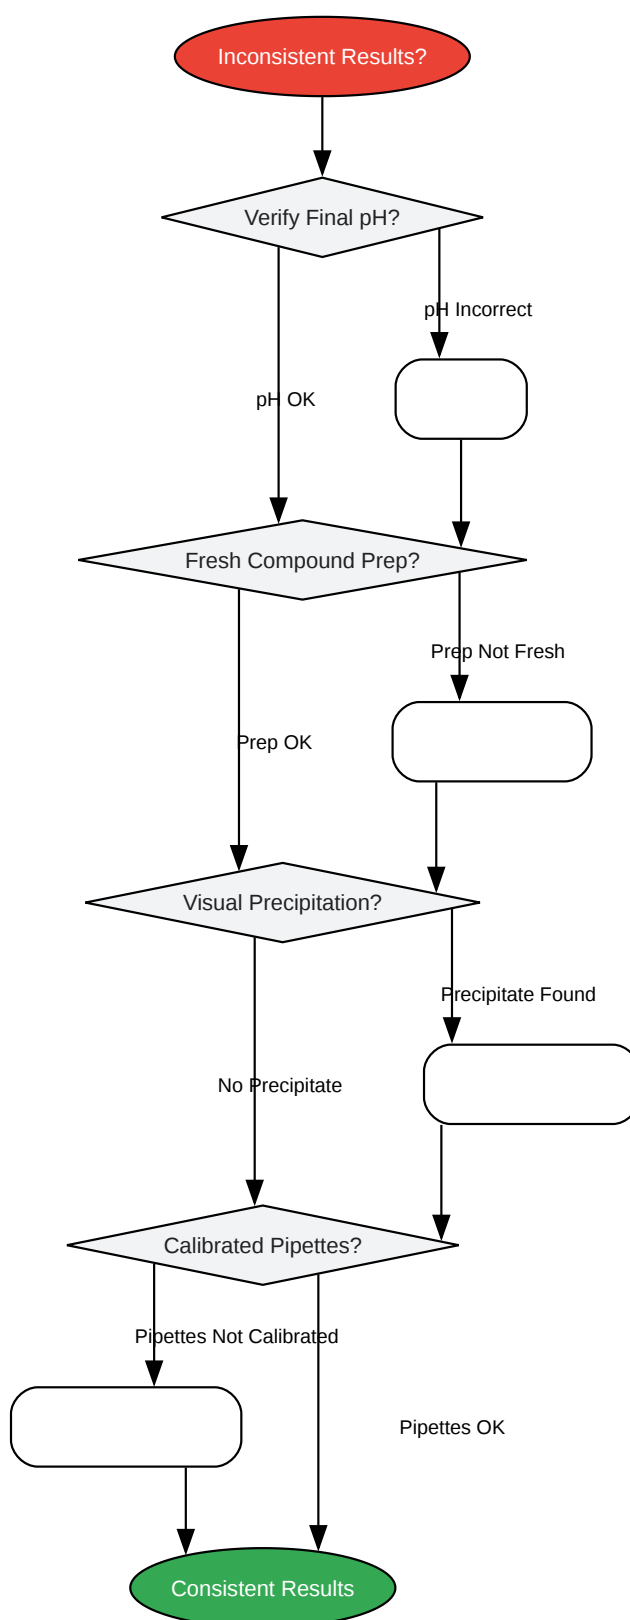 Inconsistent Results?
Verify Final pH?
pH Incorrect
pH OK
Fresh Compound Prep?
Prep Not Fresh
Prep OK
Visual Precipitation?
Precipitate Found
No Precipitate
Calibrated Pipettes?
Pipettes Not Calibrated
Pipettes OK
Consistent Results